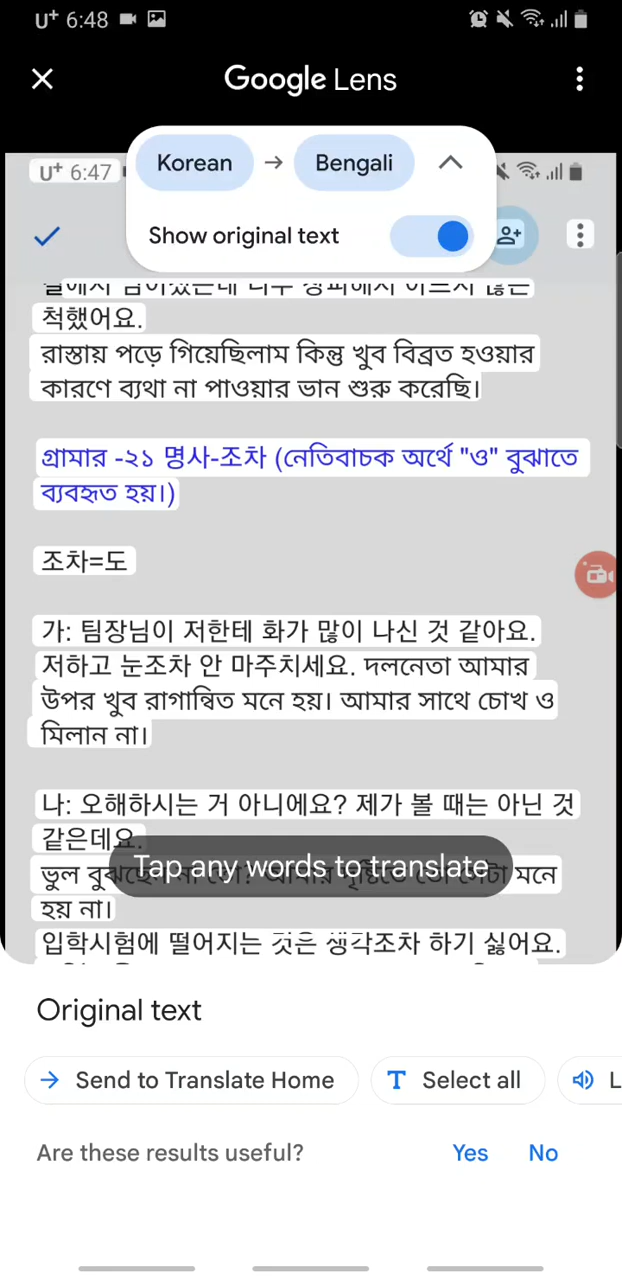 U+ 6:48
Google Lens
U+ 6:47
Korean → Bengali
Show original text
척했어요.
রাস্তায় পড়ে গিয়েছিলাম কিন্তু খুব বিব্রত হওয়ার
কারণে ব্যথা না পাওয়ার ভান শুরু করেছি।
গ্রামার -২১ 명사-조차 (নেতিবাচক অর্থে "ও" বুঝাতে
ব্যবহৃত হয়।)
조차=도
가: 팀장님이 저한테 화가 많이 나신 것 같아요.
저하고 눈조차 안 마주치세요. দলনেতা আমার
উপর খুব রাগান্বিত মনে হয়। আমার সাথে চোখ ও
মিলান না।
나: 오해하시는 거 아니에요? 제가 볼 때는 아닌 것
같은데요.
Tap any words to translate
ভুল মনে
হয় না।
입학시험에 떨어지는 것은 생각조차 하기 싫어요.
Original text
Send to Translate Home
Select all
L
Are these results useful?
Yes
No